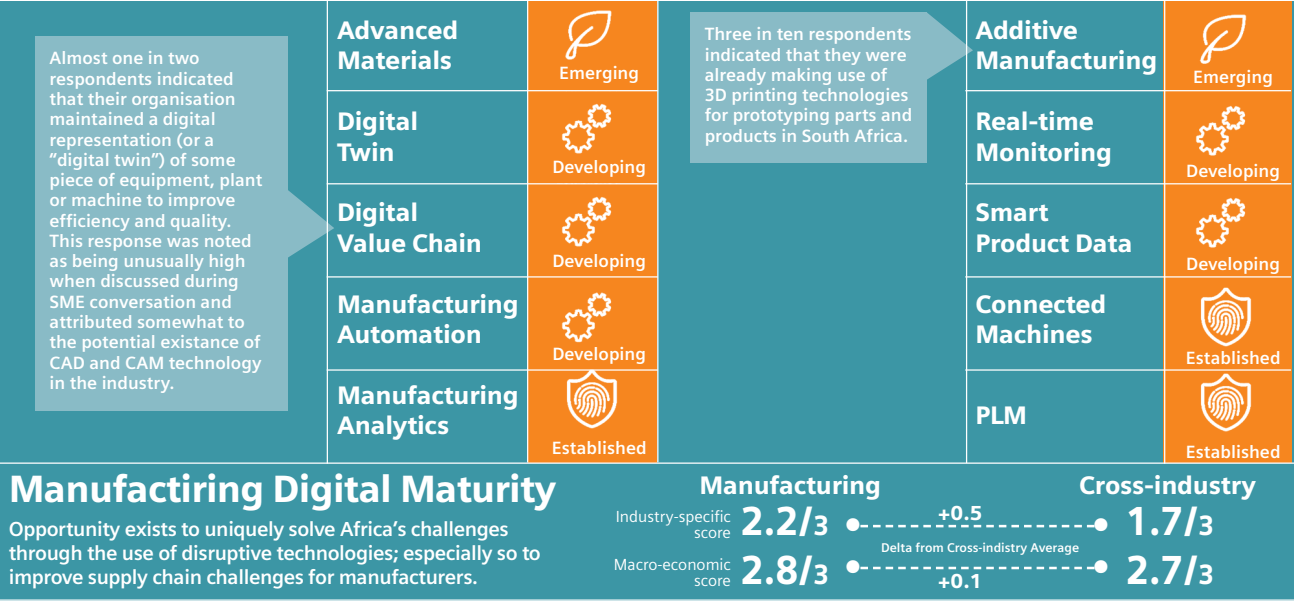 Almost one in two
respondents indicated
that their organisation
maintained a digital
representation (or a
“digital twin”) of some
piece of equipment, plant
or machine to improve
efficiency and quality.
This response was noted
as being unusually high
when discussed during
SME conversation and
attributed somewhat to
the potential existance of
CAD and CAM technology
in the industry.
Advanced
Materials
Emerging
Digital
Twin
Developing
Digital
Value Chain
Developing
Manufacturing
Automation
Developing
Manufacturing
Analytics
Established
Three in ten respondents
indicated that they were
already making use of
3D printing technologies
for prototyping parts and
products in South Africa.
Additive
Manufacturing
Emerging
Real-time
Monitoring
Developing
Smart
Product Data
Developing
Connected
Machines
Established
PLM
Established
Manufactiring Digital Maturity
Opportunity exists to uniquely solve Africa’s challenges
through the use of disruptive technologies; especially so to
improve supply chain challenges for manufacturers.
Manufacturing
Cross-industry
Industry-specific
score
2.2/3
+0.5
1.7/3
Delta from Cross-indistry Average
Macro-economic
score
2.8/3
+0.1
2.7/3